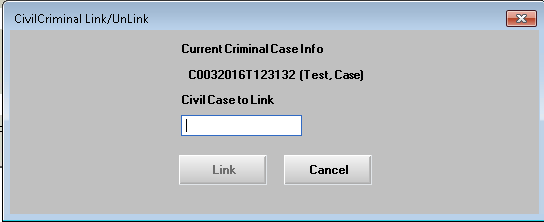 CivilCriminal Link/UnLink
Current Criminal Case Info
C0032016T123132 (Test, Case)
Civil Case to Link
Link Cancel